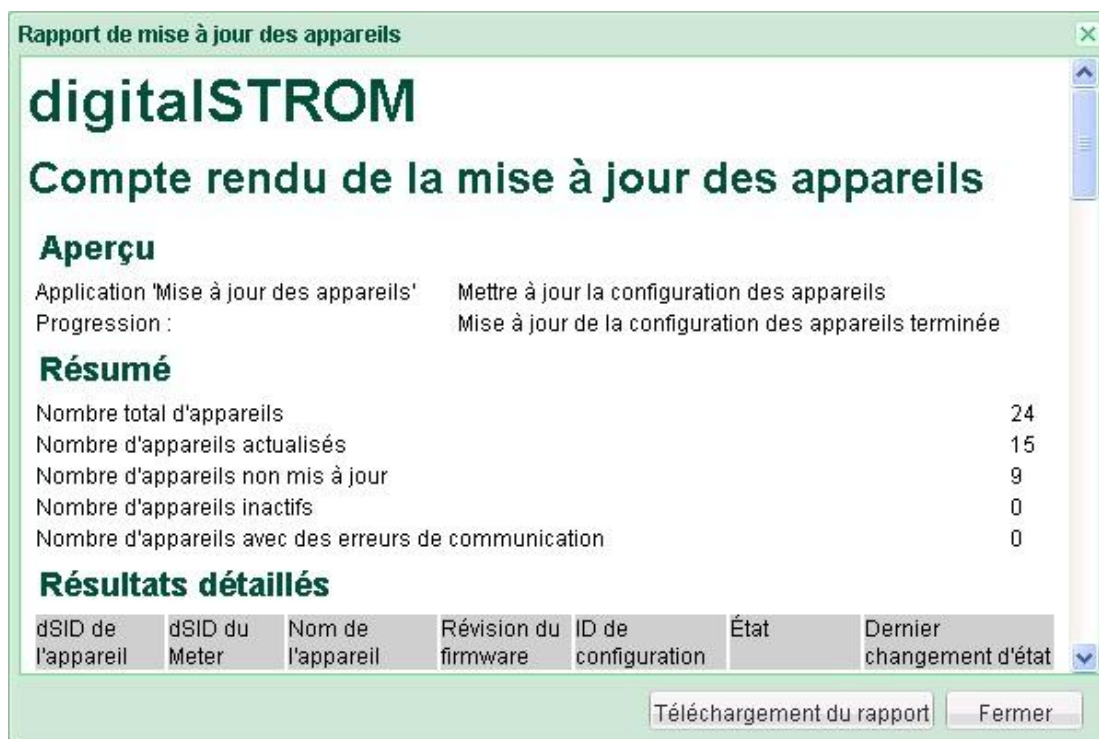 Rapport de mise à jour des appareils
digitalSTROM
Compte rendu de la mise à jour des appareils
Aperçu
Application 'Mise à jour des appareils' Mettre à jour la configuration des appareils
Progression : Mise à jour de la configuration des appareils terminée
Résumé
Nombre total d'appareils 24
Nombre d'appareils actualisés 15
Nombre d'appareils non mis à jour 9
Nombre d'appareils inactifs 0
Nombre d'appareils avec des erreurs de communication 0
Résultats détaillés
dSID de l'appareil
dSID du Meter
Nom de l'appareil
Révision du firmware
ID de configuration
État
Dernier changement d'état
Téléchargement du rapport
Fermer